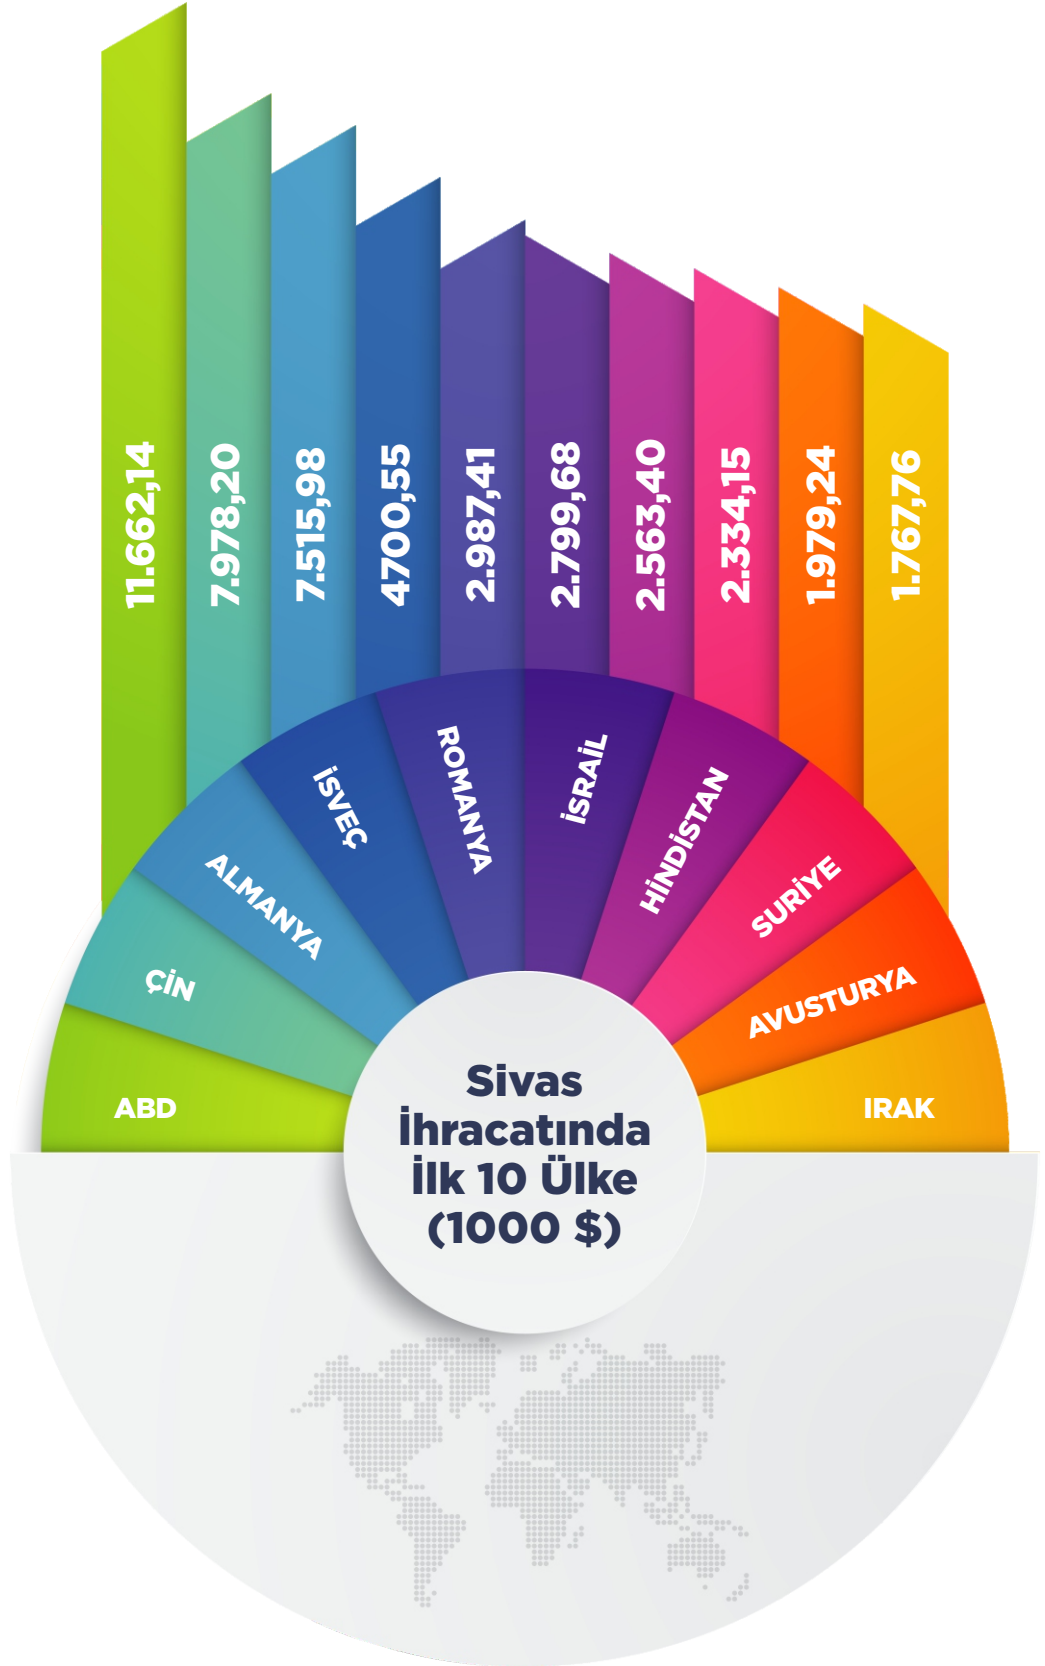 11.662,14
7.978,20
7.515,98
4700,55
2.987,41
2.799,68
2.563,40
2.334,15
1.979,24
1.767,76
ABD
ÇİN
ALMANYA
İSVEÇ
ROMANYA
İSRAİL
HİNDİSTAN
SURİYE
AVUSTURYA
IRAK
Sivas
İhracatında
İlk 10 Ülke
(1000 $)